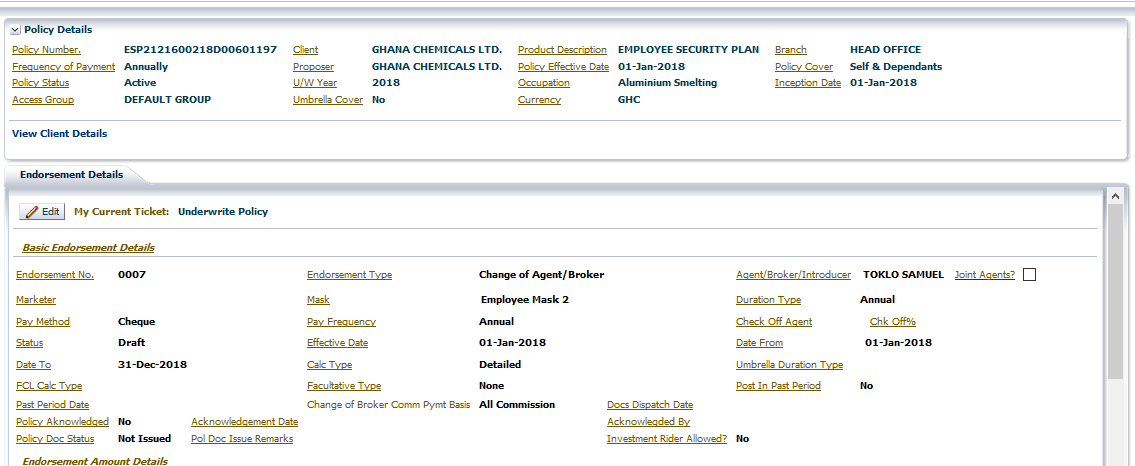 Policy Details
Policy Number. ESP2121600218D00601197 Client GHANA CHEMICALS LTD. Product Description EMPLOYEE SECURITY PLAN Branch HEAD OFFICE
Frequency of Payment Annually Proposer GHANA CHEMICALS LTD. Policy Effective Date 01-Jan-2018 Policy Cover Self & Dependants
Policy Status Active U/W Year 2018 Occupation Aluminium Smelting Inception Date 01-Jan-2018
Access Group DEFAULT GROUP Umbrella Cover No Currency GHC
View Client Details
Endorsement Details
Edit My Current Ticket: Underwrite Policy
Basic Endorsement Details
Endorsement No. 0007 Endorsement Type Change of Agent/Broker Agent/Broker/Introducer TOKLO SAMUEL Joint Agents?
Marketer Mask Employee Mask 2 Duration Type Annual
Pay Method Cheque Pay Frequency Annual Check Off Agent Chk Off%
Status Draft Effective Date 01-Jan-2018 Date From 01-Jan-2018
Date To 31-Dec-2018 Calc Type Detailed Umbrella Duration Type
FCL Calc Type Facultative Type None Post In Past Period No
Past Period Date Change of Broker Comm Pymt Basis All Commission Docs Dispatch Date
Policy Aknowledged No Acknowledgement Date Acknowlegded By
Policy Doc Status Not Issued Pol Doc Issue Remarks Investment Rider Allowed? No
Endorsement Amount Details